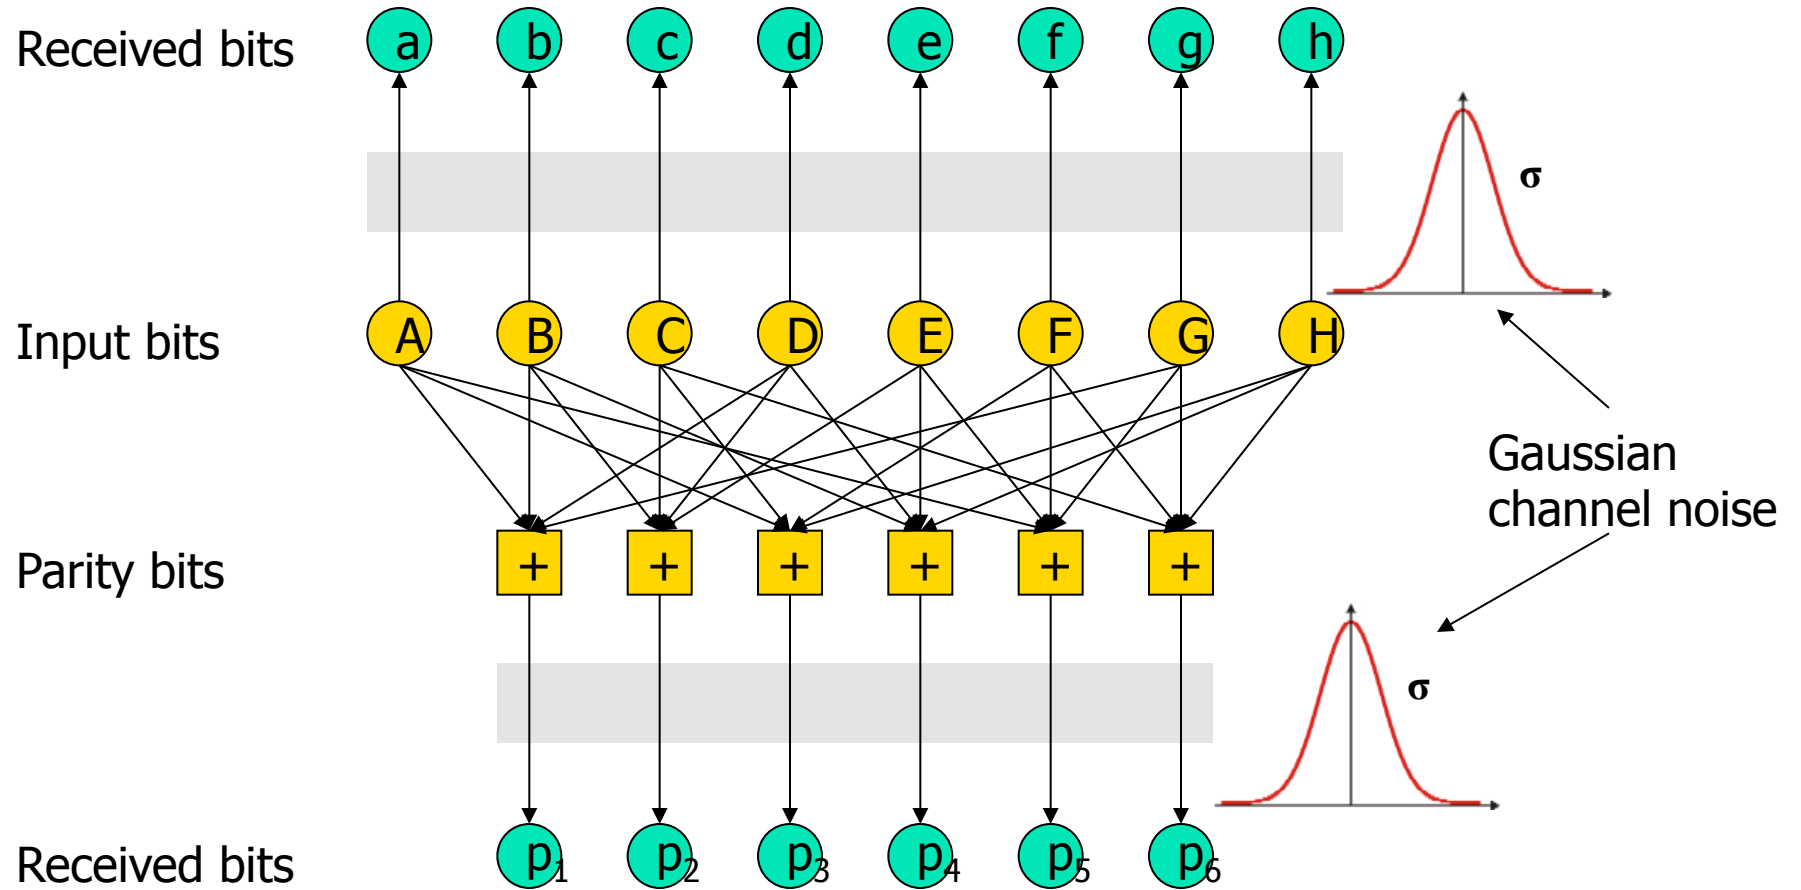 Received bits a b c d e f g h
σ
Input bits A B C D E F G H
Gaussian
channel noise
Parity bits + + + + + +
σ
Received bits p1 p2 p3 p4 p5 p6